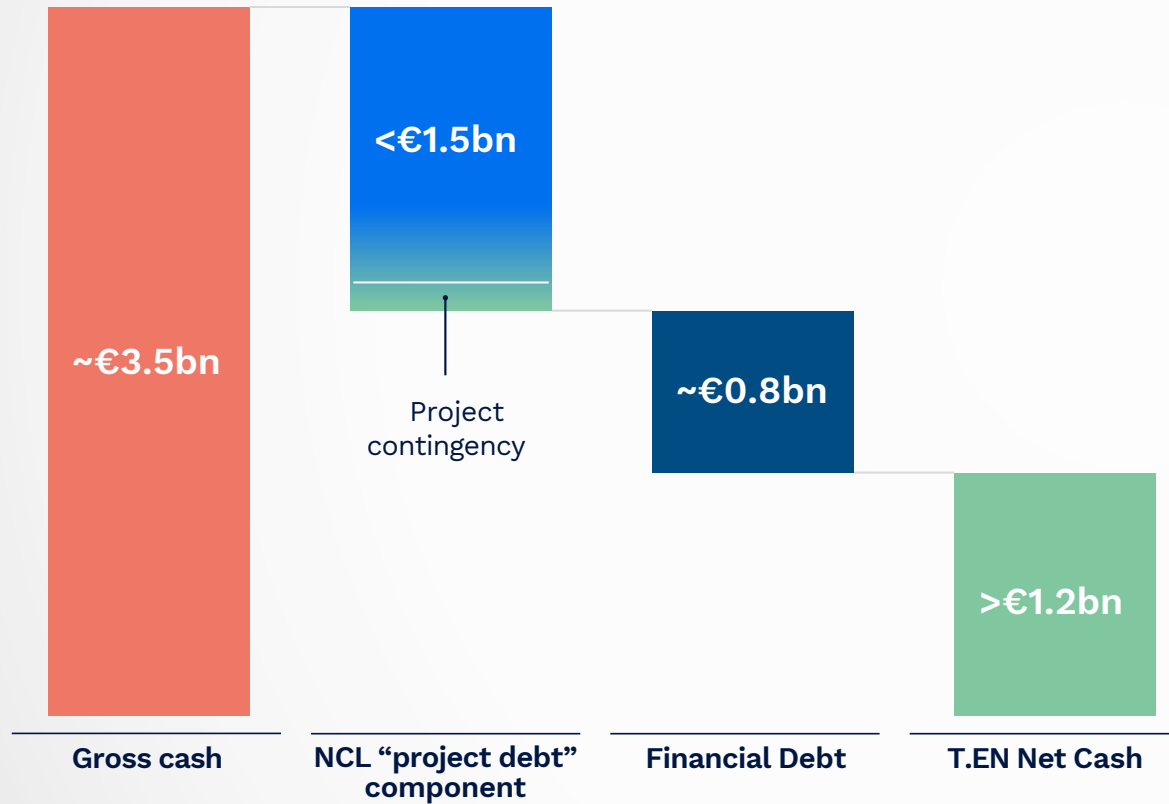 ~€3.5bn
<€1.5bn
Project
contingency
~€0.8bn
>€1.2bn
Gross cash
NCL “project debt”
component
Financial Debt
T.EN Net Cash